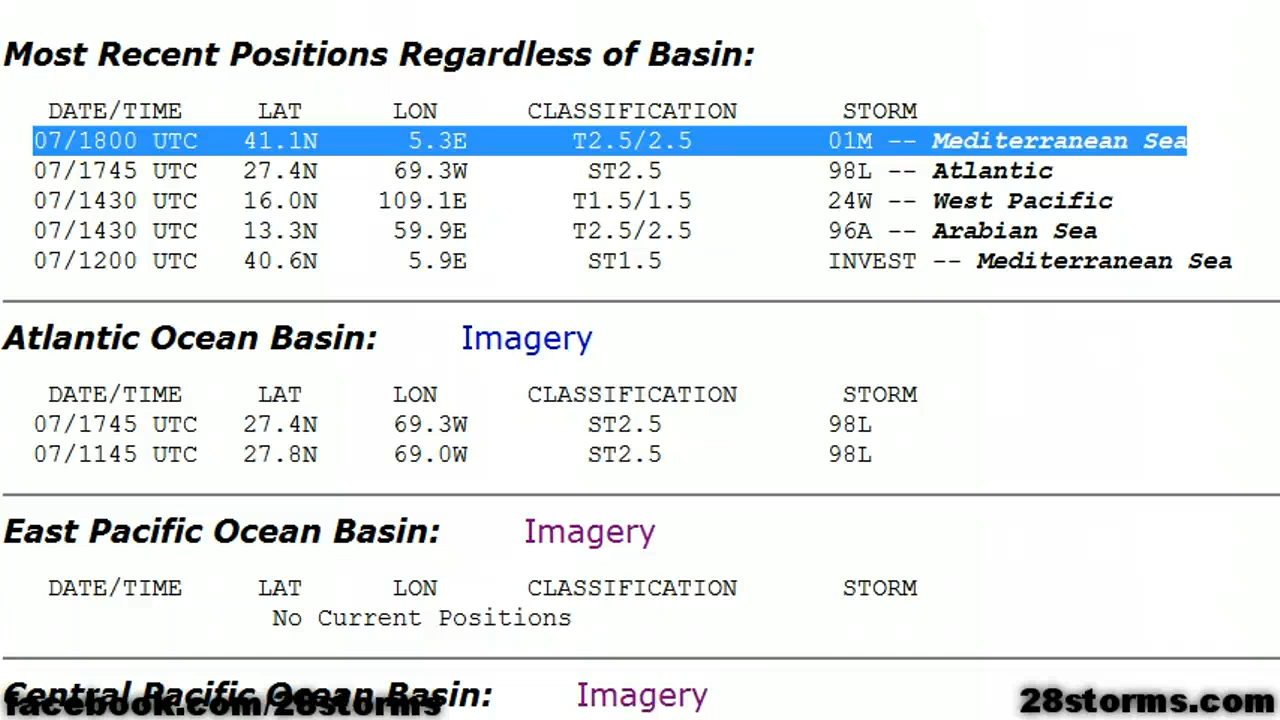 Most Recent Positions Regardless of Basin:
DATE/TIME LAT LON CLASSIFICATION STORM
07/1800 UTC 41.1N 5.3E T2.5/2.5 01M -- Mediterranean Sea
07/1745 UTC 27.4N 69.3W ST2.5 98L -- Atlantic
07/1430 UTC 16.0N 109.1E T1.5/1.5 24W -- West Pacific
07/1430 UTC 13.3N 59.9E T2.5/2.5 96A -- Arabian Sea
07/1200 UTC 40.6N 5.9E ST1.5 INVEST -- Mediterranean Sea
Atlantic Ocean Basin: Imagery
DATE/TIME LAT LON CLASSIFICATION STORM
07/1745 UTC 27.4N 69.3W ST2.5 98L
07/1145 UTC 27.8N 69.0W ST2.5 98L
East Pacific Ocean Basin: Imagery
DATE/TIME LAT LON CLASSIFICATION STORM
No Current Positions
Central Pacific Ocean Basin: Imagery
facebook.com/28storms 28storms.com